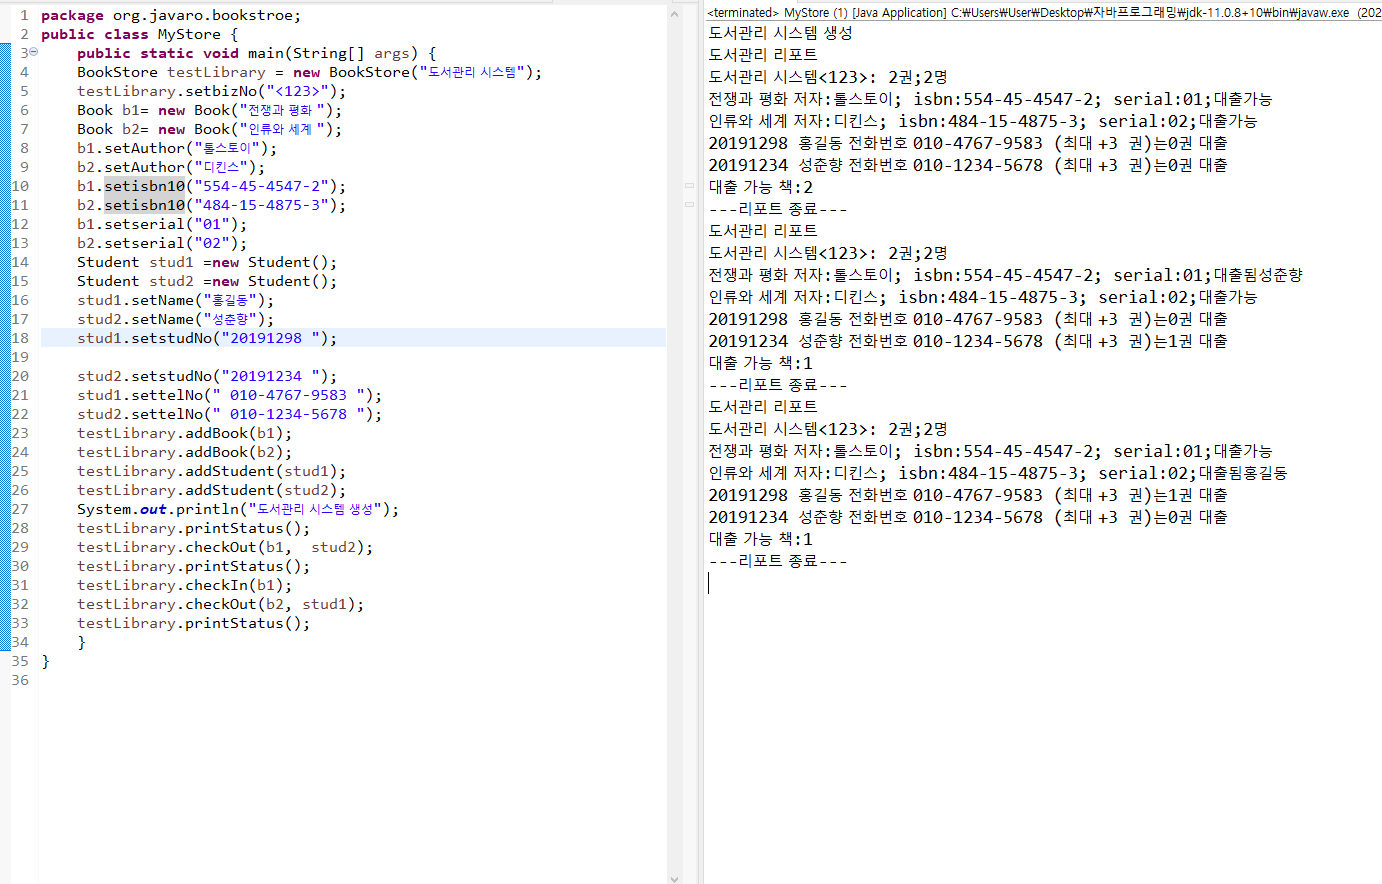 1 package org.javaro.bookstroe;
2 public class MyStore {
3 public static void main(String[] args) {
4 BookStore testLibrary = new BookStore("도서관리 시스템");
5 testLibrary.setbizNo("<123>");
6 Book b1= new Book("전쟁과 평화 ");
7 Book b2= new Book("인류와 세계 ");
8 b1.setAuthor("톨스토이");
9 b2.setAuthor("디킨스");
10 b1.setisbn10("554-45-4547-2");
11 b2.setisbn10("484-15-4875-3");
12 b1.setserial("01");
13 b2.setserial("02");
14 Student stud1 =new Student();
15 Student stud2 =new Student();
16 stud1.setName("홍길동");
17 stud2.setName("성춘향");
18 stud1.setstudNo("20191298 ");
19
20 stud2.setstudNo("20191234 ");
21 stud1.settelNo(" 010-4767-9583 ");
22 stud2.settelNo(" 010-1234-5678 ");
23 testLibrary.addBook(b1);
24 testLibrary.addBook(b2);
25 testLibrary.addStudent(stud1);
26 testLibrary.addStudent(stud2);
27 System.out.println("도서관리 시스템 생성");
28 testLibrary.printStatus();
29 testLibrary.checkOut(b1,  stud2);
30 testLibrary.printStatus();
31 testLibrary.checkIn(b1);
32 testLibrary.checkOut(b2, stud1);
33 testLibrary.printStatus();
34 }
35 }
36
<terminated> MyStore (1) [Java Application] C:₩Users₩User₩Desktop₩자바프로그래밍₩jdk-11.0.8+10₩bin₩javaw.exe (202
도서관리 시스템 생성
도서관리 리포트
도서관리 시스템<123>: 2권;2명
전쟁과 평화 저자:톨스토이; isbn:554-45-4547-2; serial:01;대출가능
인류와 세계 저자:디킨스; isbn:484-15-4875-3; serial:02;대출가능
20191298 홍길동 전화번호 010-4767-9583 (최대 +3 권)는0권 대출
20191234 성춘향 전화번호 010-1234-5678 (최대 +3 권)는0권 대출
대출 가능 책:2
---리포트 종료---
도서관리 리포트
도서관리 시스템<123>: 2권;2명
전쟁과 평화 저자:톨스토이; isbn:554-45-4547-2; serial:01;대출됨성춘향
인류와 세계 저자:디킨스; isbn:484-15-4875-3; serial:02;대출가능
20191298 홍길동 전화번호 010-4767-9583 (최대 +3 권)는0권 대출
20191234 성춘향 전화번호 010-1234-5678 (최대 +3 권)는1권 대출
대출 가능 책:1
---리포트 종료---
도서관리 리포트
도서관리 시스템<123>: 2권;2명
전쟁과 평화 저자:톨스토이; isbn:554-45-4547-2; serial:01;대출가능
인류와 세계 저자:디킨스; isbn:484-15-4875-3; serial:02;대출됨홍길동
20191298 홍길동 전화번호 010-4767-9583 (최대 +3 권)는1권 대출
20191234 성춘향 전화번호 010-1234-5678 (최대 +3 권)는0권 대출
대출 가능 책:1
---리포트 종료---